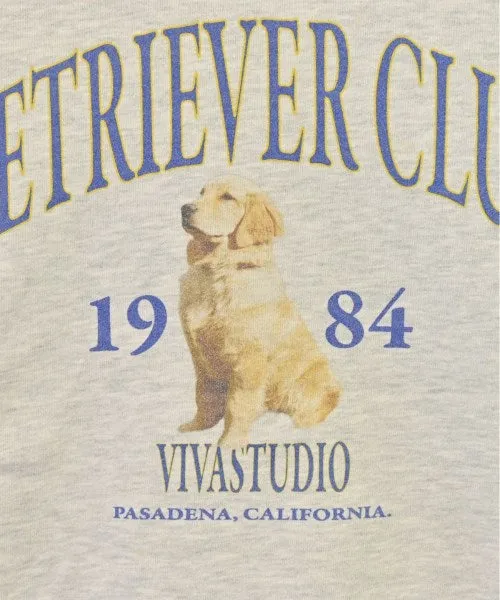 ETRIEVER CLU
19 84
VIVASTUDIO
PASADENA, CALIFORNIA.